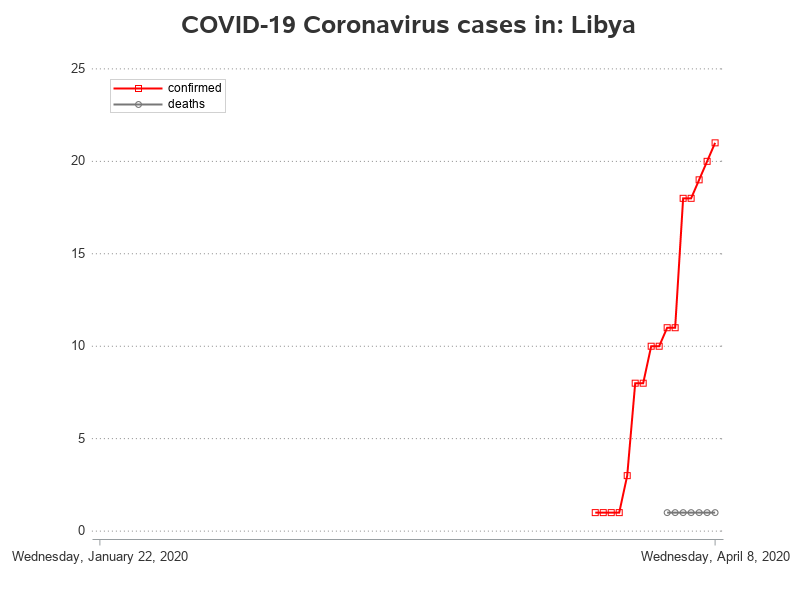 COVID-19 Coronavirus cases in: Libya
25
confirmed
deaths
20
15
10
5
0
Wednesday, January 22, 2020
Wednesday, April 8, 2020